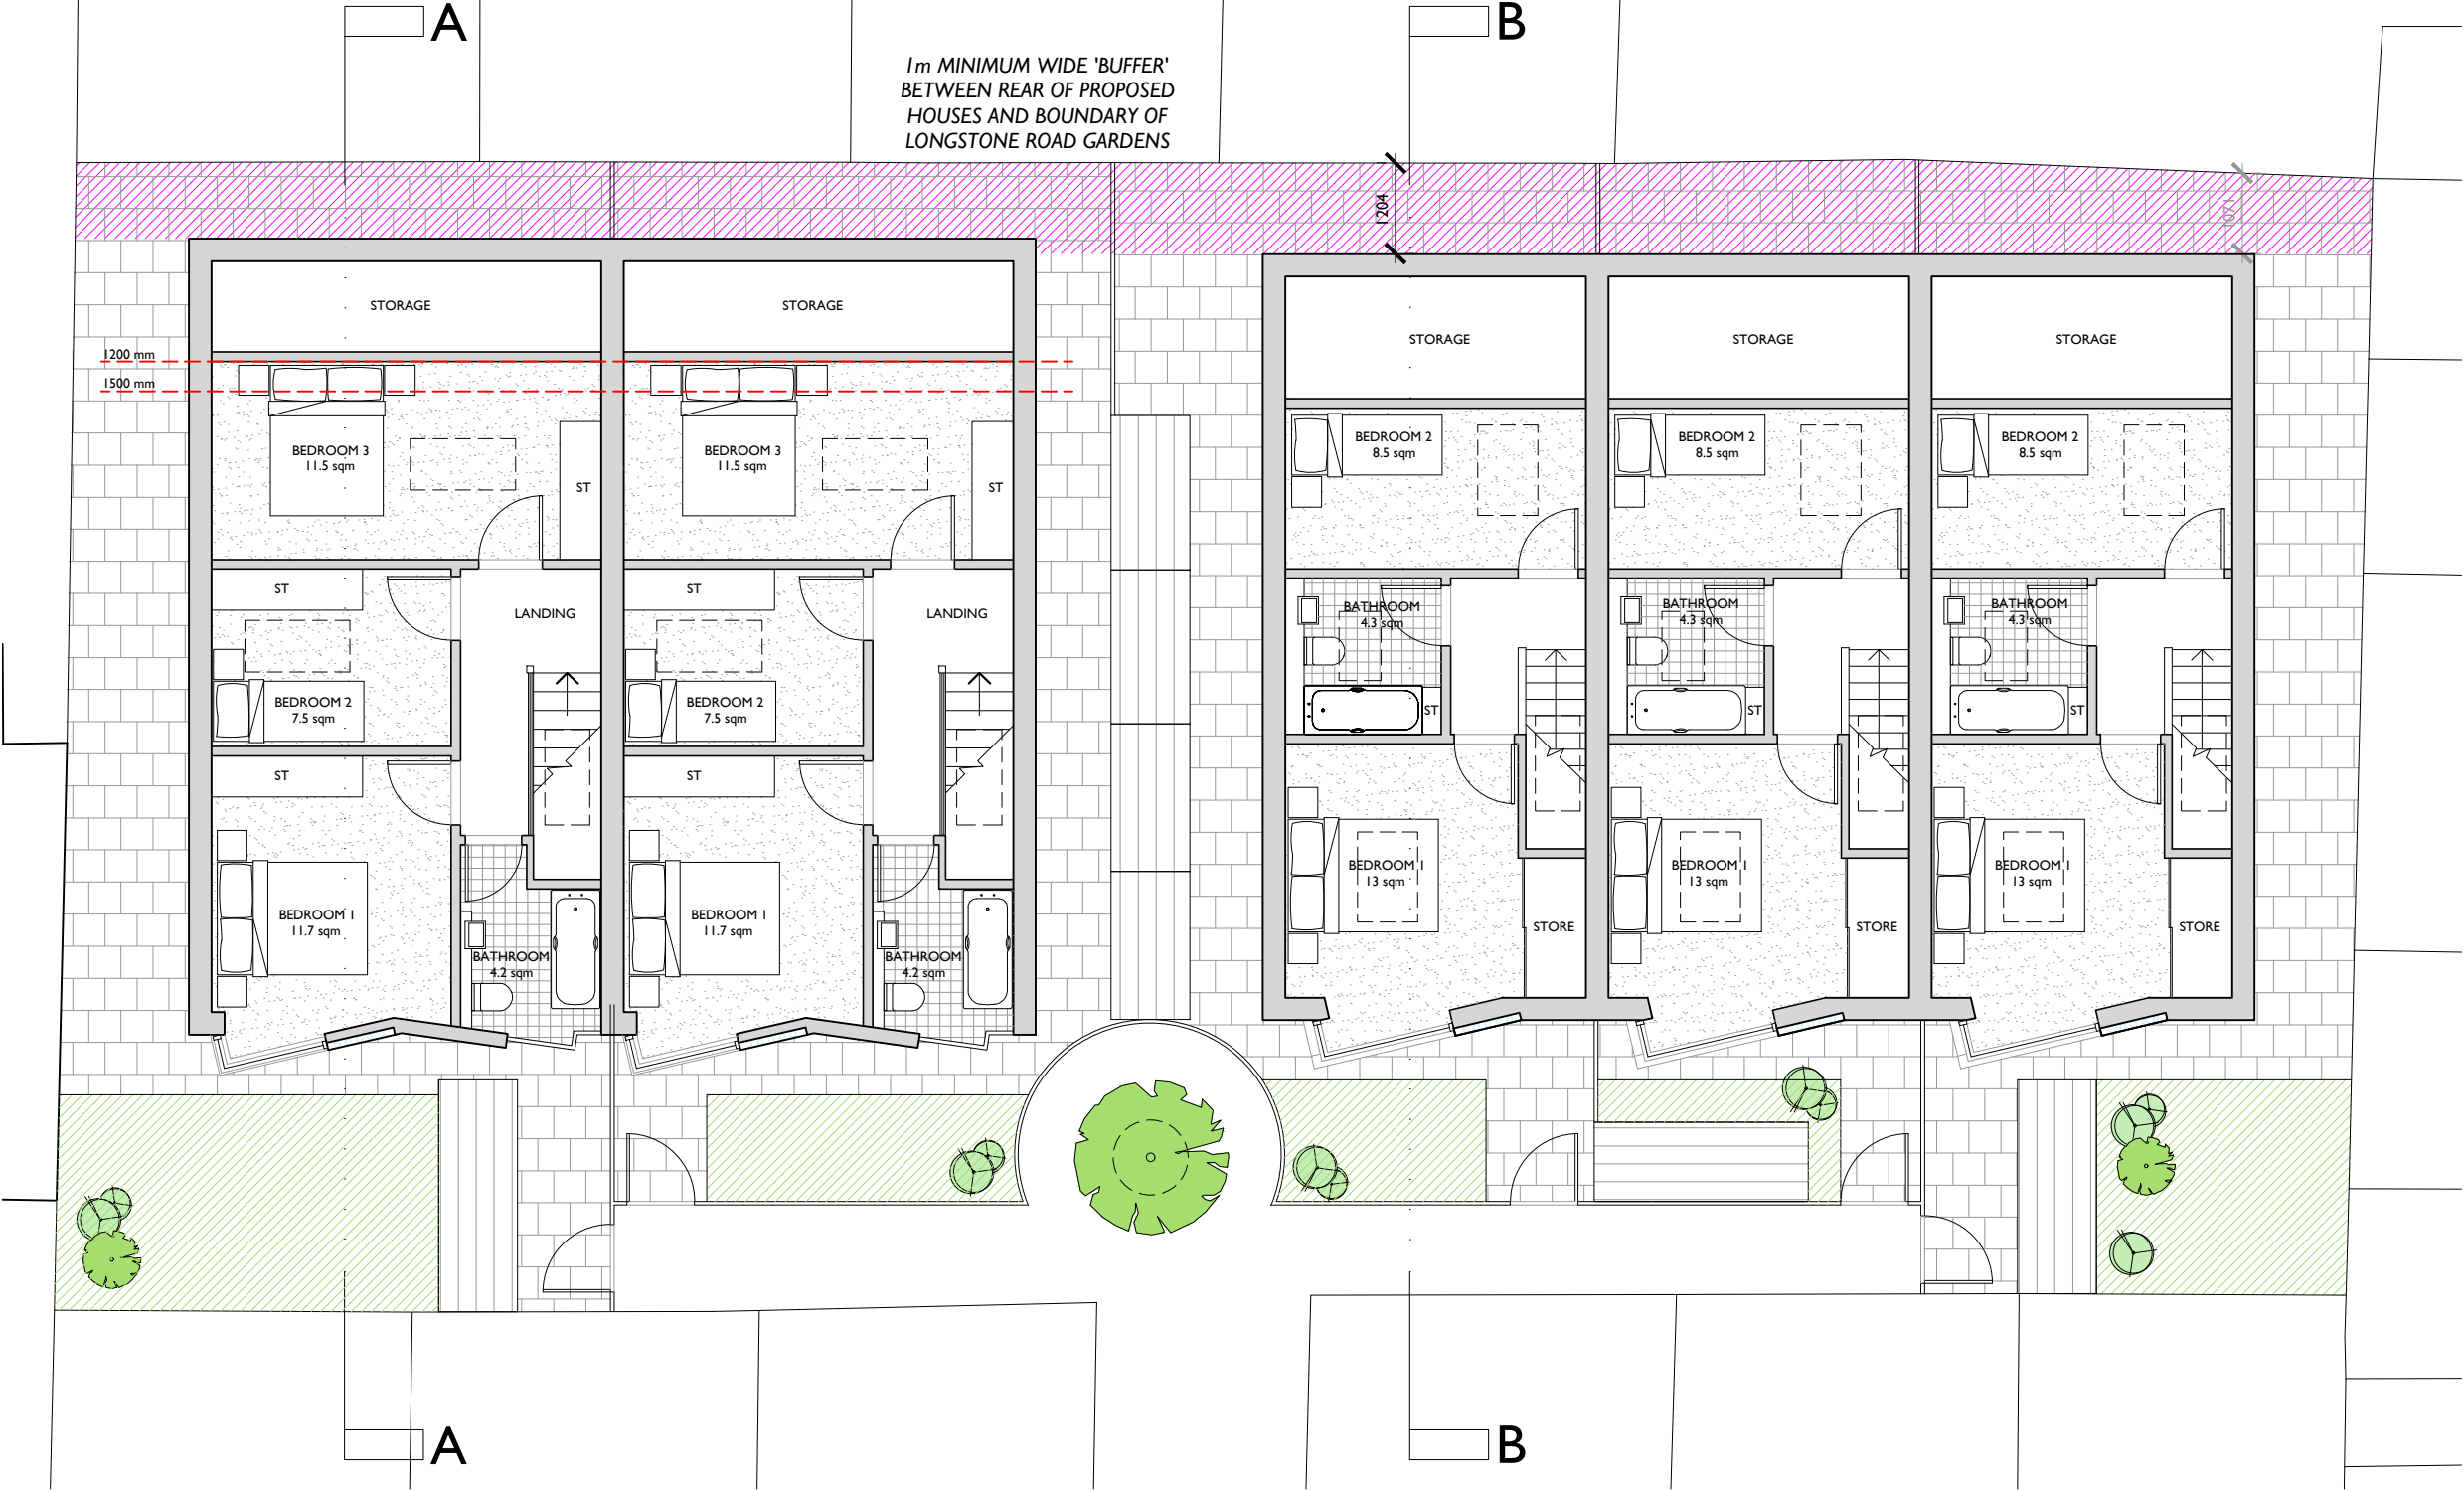 A
B
1m MINIMUM WIDE 'BUFFER'
BETWEEN REAR OF PROPOSED
HOUSES AND BOUNDARY OF
LONGSTONE ROAD GARDENS
1204
1071
STORAGE
STORAGE
STORAGE
STORAGE
STORAGE
1200 mm
1500 mm
BEDROOM 3
11.5 sqm
ST
BEDROOM 3
11.5 sqm
ST
BEDROOM 2
8.5 sqm
BEDROOM 2
8.5 sqm
BEDROOM 2
8.5 sqm
ST
LANDING
ST
LANDING
BATHROOM
4.3 sqm
BATHROOM
4.3 sqm
BATHROOM
4.3 sqm
BEDROOM 2
7.5 sqm
BEDROOM 2
7.5 sqm
ST
ST
ST
ST
ST
BEDROOM 1
11.7 sqm
BEDROOM 1
11.7 sqm
BEDROOM 1
13 sqm
BEDROOM 1
13 sqm
BEDROOM 1
13 sqm
BATHROOM
4.2 sqm
BATHROOM
4.2 sqm
STORE
STORE
STORE
A
B